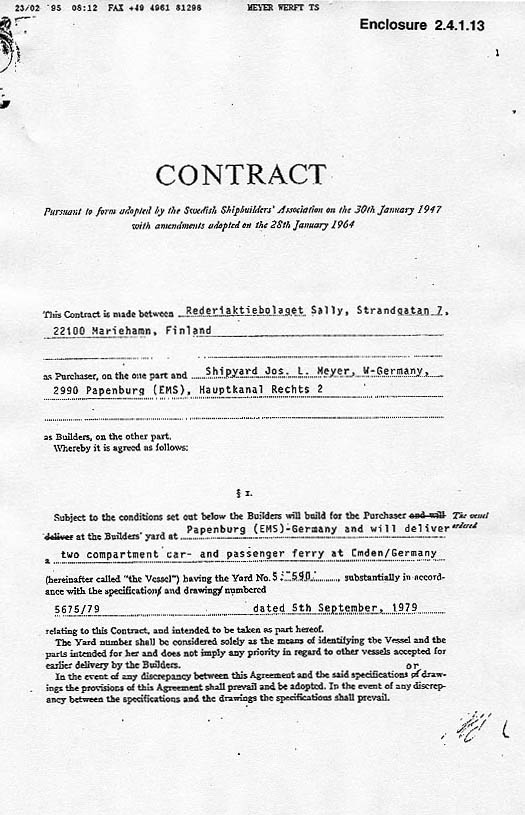 23/02 '95 08:12 FAX +49 4961 81298 MEYER WERFT TS
Enclosure 2.4.1.13
1
CONTRACT
Pursuant to form adopted by the Swedish Shipbuilders' Association on the 30th January 1947
with amendments adopted on the 28th January 1964
This Contract is made between Rederiaktiebolaget Sally, Strandgatan 7,
22100 Mariehamn, Finland
as Purchaser, on the one part and Shipyard Jos. L. Meyer, W-Germany,
2990 Papenburg (EMS), Hauptkanal Rechts 2
as Builders, on the other part.
Whereby it is agreed as follows:
§ 1.
Subject to the conditions set out below the Builders will build for the Purchaser and will The vessel
deliver at the Builders' yard at Papenburg (EMS)-Germany and will deliver ordered
a two compartment car- and passenger ferry at Emden/Germany
(hereinafter called "the Vessel") having the Yard No. S. 590, substantially in accord-
ance with the specification/ and drawing/ numbered
5675/79 dated 5th September, 1979
relating to this Contract, and intended to be taken as part hereof.
The Yard number shall be considered solely as the means of identifying the Vessel and the
parts intended for her and does not imply any priority in regard to other vessels accepted for
earlier delivery by the Builders.
or
In the event of any discrepancy between this Agreement and the said specifications of draw-
ings the provisions of this Agreement shall prevail and be adopted. In the event of any discrep-
ancy between the specifications and the drawings the specifications shall prevail.